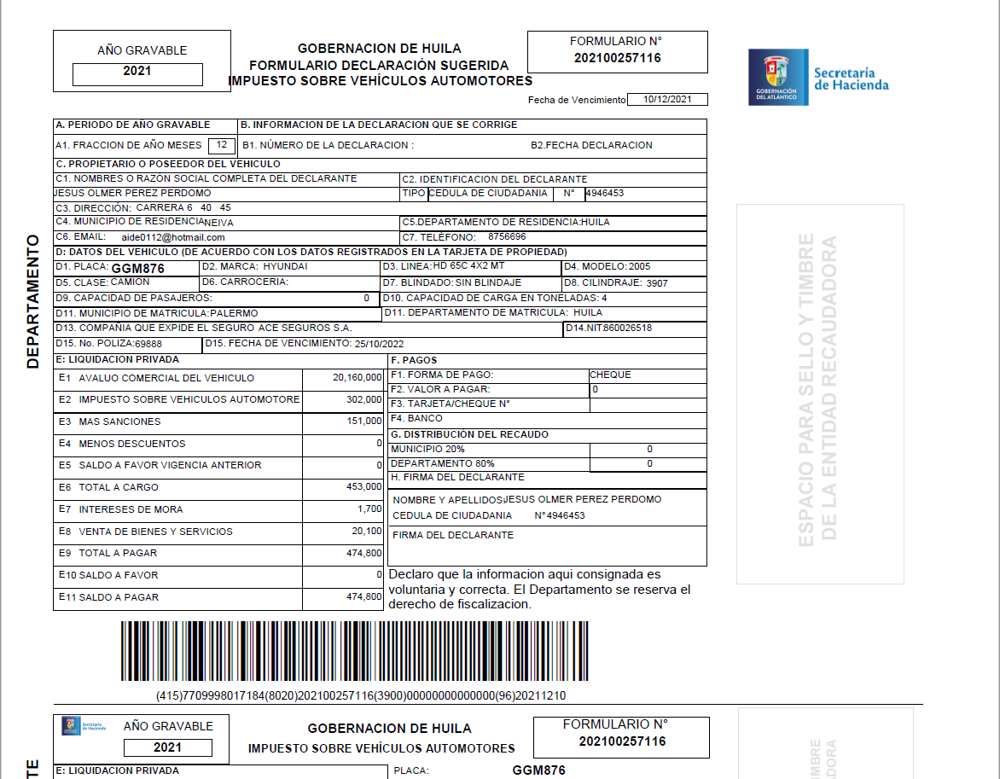 AÑO GRAVABLE
2021
GOBERNACION DE HUILA
FORMULARIO DECLARACIÓN SUGERIDA
IMPUESTO SOBRE VEHÍCULOS AUTOMOTORES
FORMULARIO N°
202100257116
Fecha de Vencimiento 10/12/2021
GOBERNACIÓN
DEL ATLÁNTICO
Secretaría
de Hacienda
A. PERIODO DE AÑO GRAVABLE B. INFORMACION DE LA DECLARACION QUE SE CORRIGE
A1. FRACCION DE AÑO MESES 12 B1. NÚMERO DE LA DECLARACION : B2.FECHA DECLARACION
C. PROPIETARIO O POSEEDOR DEL VEHICULO
C1. NOMBRES O RAZÓN SOCIAL COMPLETA DEL DECLARANTE C2. IDENTIFICACION DEL DECLARANTE
JESUS OLMER PEREZ PERDOMO TIPO CEDULA DE CIUDADANIA N° 4946453
C3. DIRECCIÓN: CARRERA 6 40 45
C4. MUNICIPIO DE RESIDENCIA: NEIVA C5.DEPARTAMENTO DE RESIDENCIA:HUILA
C6. EMAIL: aide0112@hotmail.com C7. TELÉFONO: 8756696
D: DATOS DEL VEHICULO (DE ACUERDO CON LOS DATOS REGISTRADOS EN LA TARJETA DE PROPIEDAD)
D1. PLACA: GGM876 D2. MARCA: HYUNDAI D3. LINEA:HD 65C 4X2 MT D4. MODELO:2005
D5. CLASE:CAMION D6. CARROCERIA: D7. BLINDADO:SIN BLINDAJE D8. CILINDRAJE: 3907
D9. CAPACIDAD DE PASAJEROS: 0 D10. CAPACIDAD DE CARGA EN TONELADAS: 4
D11. MUNICIPIO DE MATRICULA:PALERMO D11. DEPARTAMENTO DE MATRICULA: HUILA
D13. COMPAÑIA QUE EXPIDE EL SEGURO ACE SEGUROS S.A. D14.NIT:860026518
D15. No. POLIZA:69888 D15. FECHA DE VENCIMIENTO: 25/10/2022
E: LIQUIDACION PRIVADA
E1 AVALUO COMERCIAL DEL VEHICULO 20,160,000
E2 IMPUESTO SOBRE VEHICULOS AUTOMOTORE 302,000
E3 MAS SANCIONES 151,000
E4 MENOS DESCUENTOS 0
E5 SALDO A FAVOR VIGENCIA ANTERIOR 0
E6 TOTAL A CARGO 453,000
E7 INTERESES DE MORA 1,700
E8 VENTA DE BIENES Y SERVICIOS 20,100
E9 TOTAL A PAGAR 474,800
E10 SALDO A FAVOR 0
E11 SALDO A PAGAR 474,800
F. PAGOS
F1. FORMA DE PAGO: CHEQUE
F2. VALOR A PAGAR: 0
F3. TARJETA/CHEQUE N°
F4. BANCO
G. DISTRIBUCIÓN DEL RECAUDO
MUNICIPIO 20% 0
DEPARTAMENTO 80% 0
H. FIRMA DEL DECLARANTE
NOMBRE Y APELLIDOS:JESUS OLMER PEREZ PERDOMO
CEDULA DE CIUDADANIA N°4946453
FIRMA DEL DECLARANTE
Declaro que la informacion aqui consignada es
voluntaria y correcta. El Departamento se reserva el
derecho de fiscalizacion.
DEPARTAMENTO
ESPACIO PARA SELLO Y TIMBRE
DE LA ENTIDAD RECAUDADORA
(415)7709998017184(8020)202100257116(3900)00000000000000(96)20211210
Secretaría
de Hacienda
AÑO GRAVABLE
2021
GOBERNACION DE HUILA
IMPUESTO SOBRE VEHÍCULOS AUTOMOTORES
FORMULARIO N°
202100257116
E: LIQUIDACION PRIVADA PLACA: GGM876
TE
IMBRE
DORA